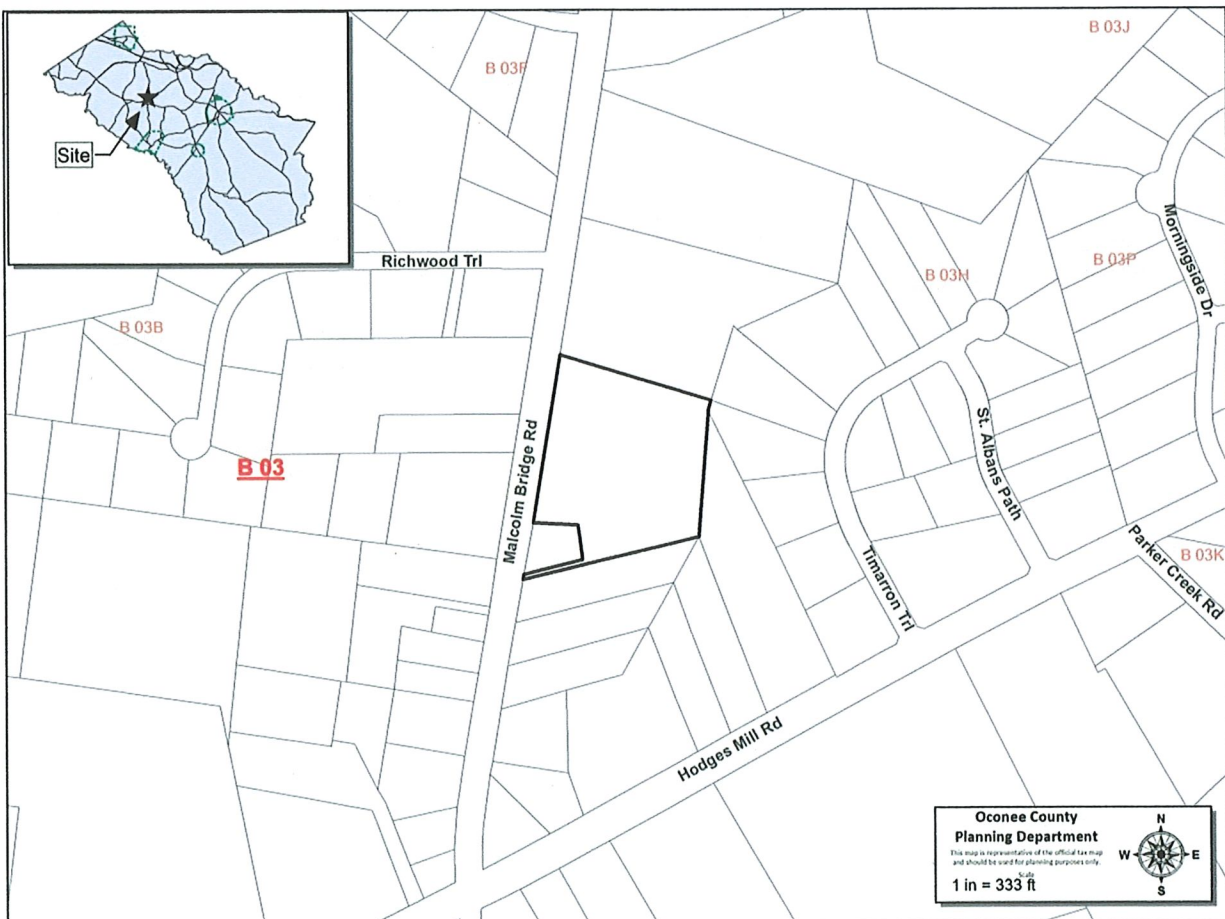 B 03J
B 03F
Site
Richwood Trl
Morningside Dr
B 03P
B 03H
B 03B
Malcolm Bridge Rd
B 03
St. Albans Path
Timarron Trl
Parker Creek Rd
B 03K
Hodges Mill Rd
Oconee County
Planning Department
This map is representative of the official tax map
and should be used for planning purposes only.
Scale
1 in = 333 ft
N
W
E
S